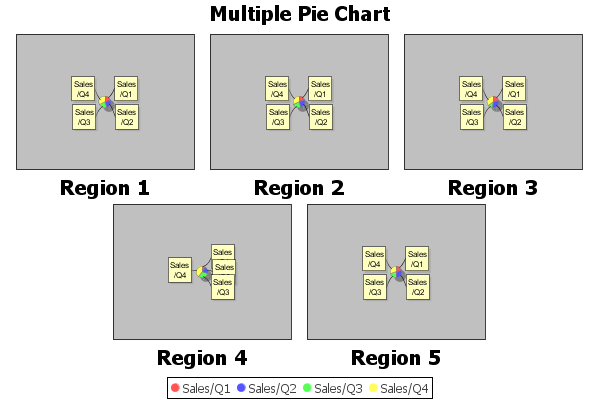 Multiple Pie Chart
Sales
/Q4
Sales
/Q1
Sales
/Q3
Sales
/Q2
Region 1
Sales
/Q4
Sales
/Q1
Sales
/Q3
Sales
/Q2
Region 2
Sales
/Q4
Sales
/Q1
Sales
/Q3
Sales
/Q2
Region 3
Sales
Sales
/Q4
Sales
Sales
/Q3
Region 4
Sales
/Q4
Sales
/Q1
Sales
/Q3
Sales
/Q2
Region 5
Sales/Q1 Sales/Q2 Sales/Q3 Sales/Q4